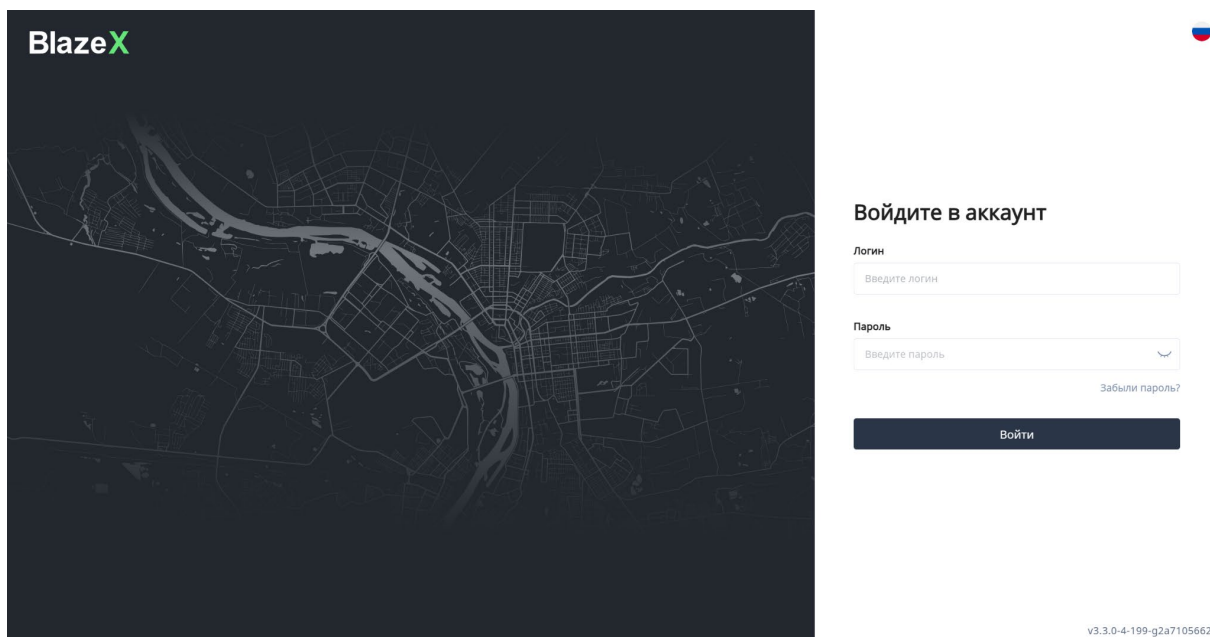 BlazeX
Войдите в аккаунт
Логин
Введите логин
Пароль
Введите пароль
Забыли пароль?
Войти
v3.3.0-4-199-g2a7105662